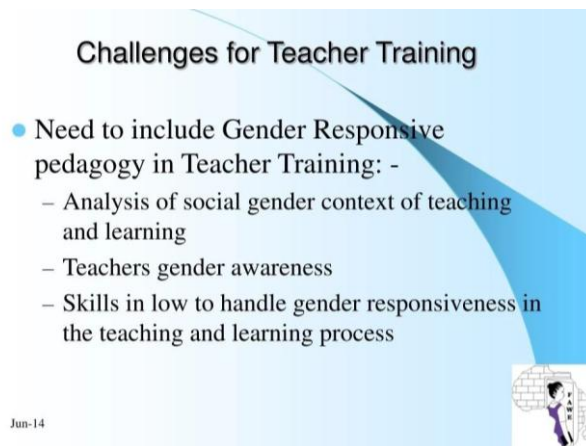 Challenges for Teacher Training
Need to include Gender Responsive
pedagogy in Teacher Training: -
– Analysis of social gender context of teaching
and learning
– Teachers gender awareness
– Skills in low to handle gender responsiveness in
the teaching and learning process
Jun-14
FAWE